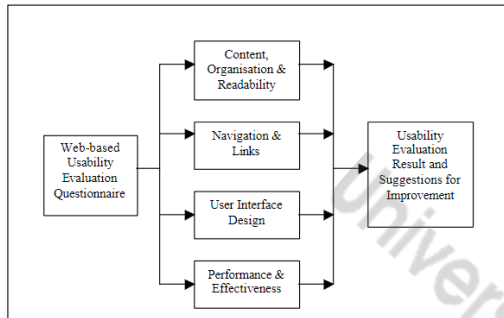 Content,
Organisation &
Readability
Web-based
Usability
Evaluation
Questionnaire
Navigation &
Links
User Interface
Design
Performance &
Effectiveness
Usability
Evaluation
Result and
Suggestions for
Improvement